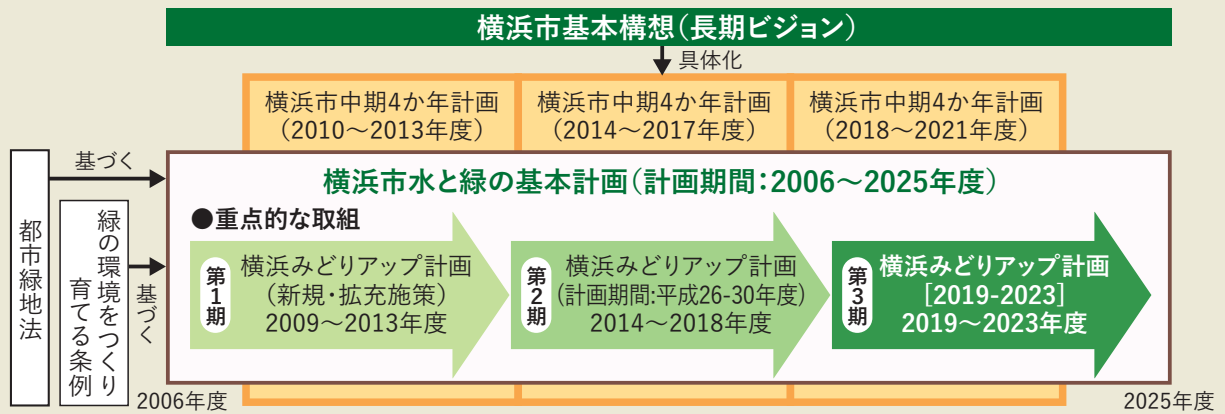 横浜市基本構想（長期ビジョン）
具体化
横浜市中期4か年計画
（2010～2013年度）
横浜市中期4か年計画
（2014～2017年度）
横浜市中期4か年計画
（2018～2021年度）
都市緑地法
基づく
緑の環境をつくり
育てる条例
基づく
横浜市水と緑の基本計画（計画期間：2006～2025年度）
●重点的な取組
第1期
横浜みどりアップ計画
（新規・拡充施策）
2009～2013年度
第2期
横浜みどりアップ計画
（計画期間:平成26-30年度）
2014～2018年度
第3期
横浜みどりアップ計画
［2019-2023］
2019～2023年度
2006年度
2025年度